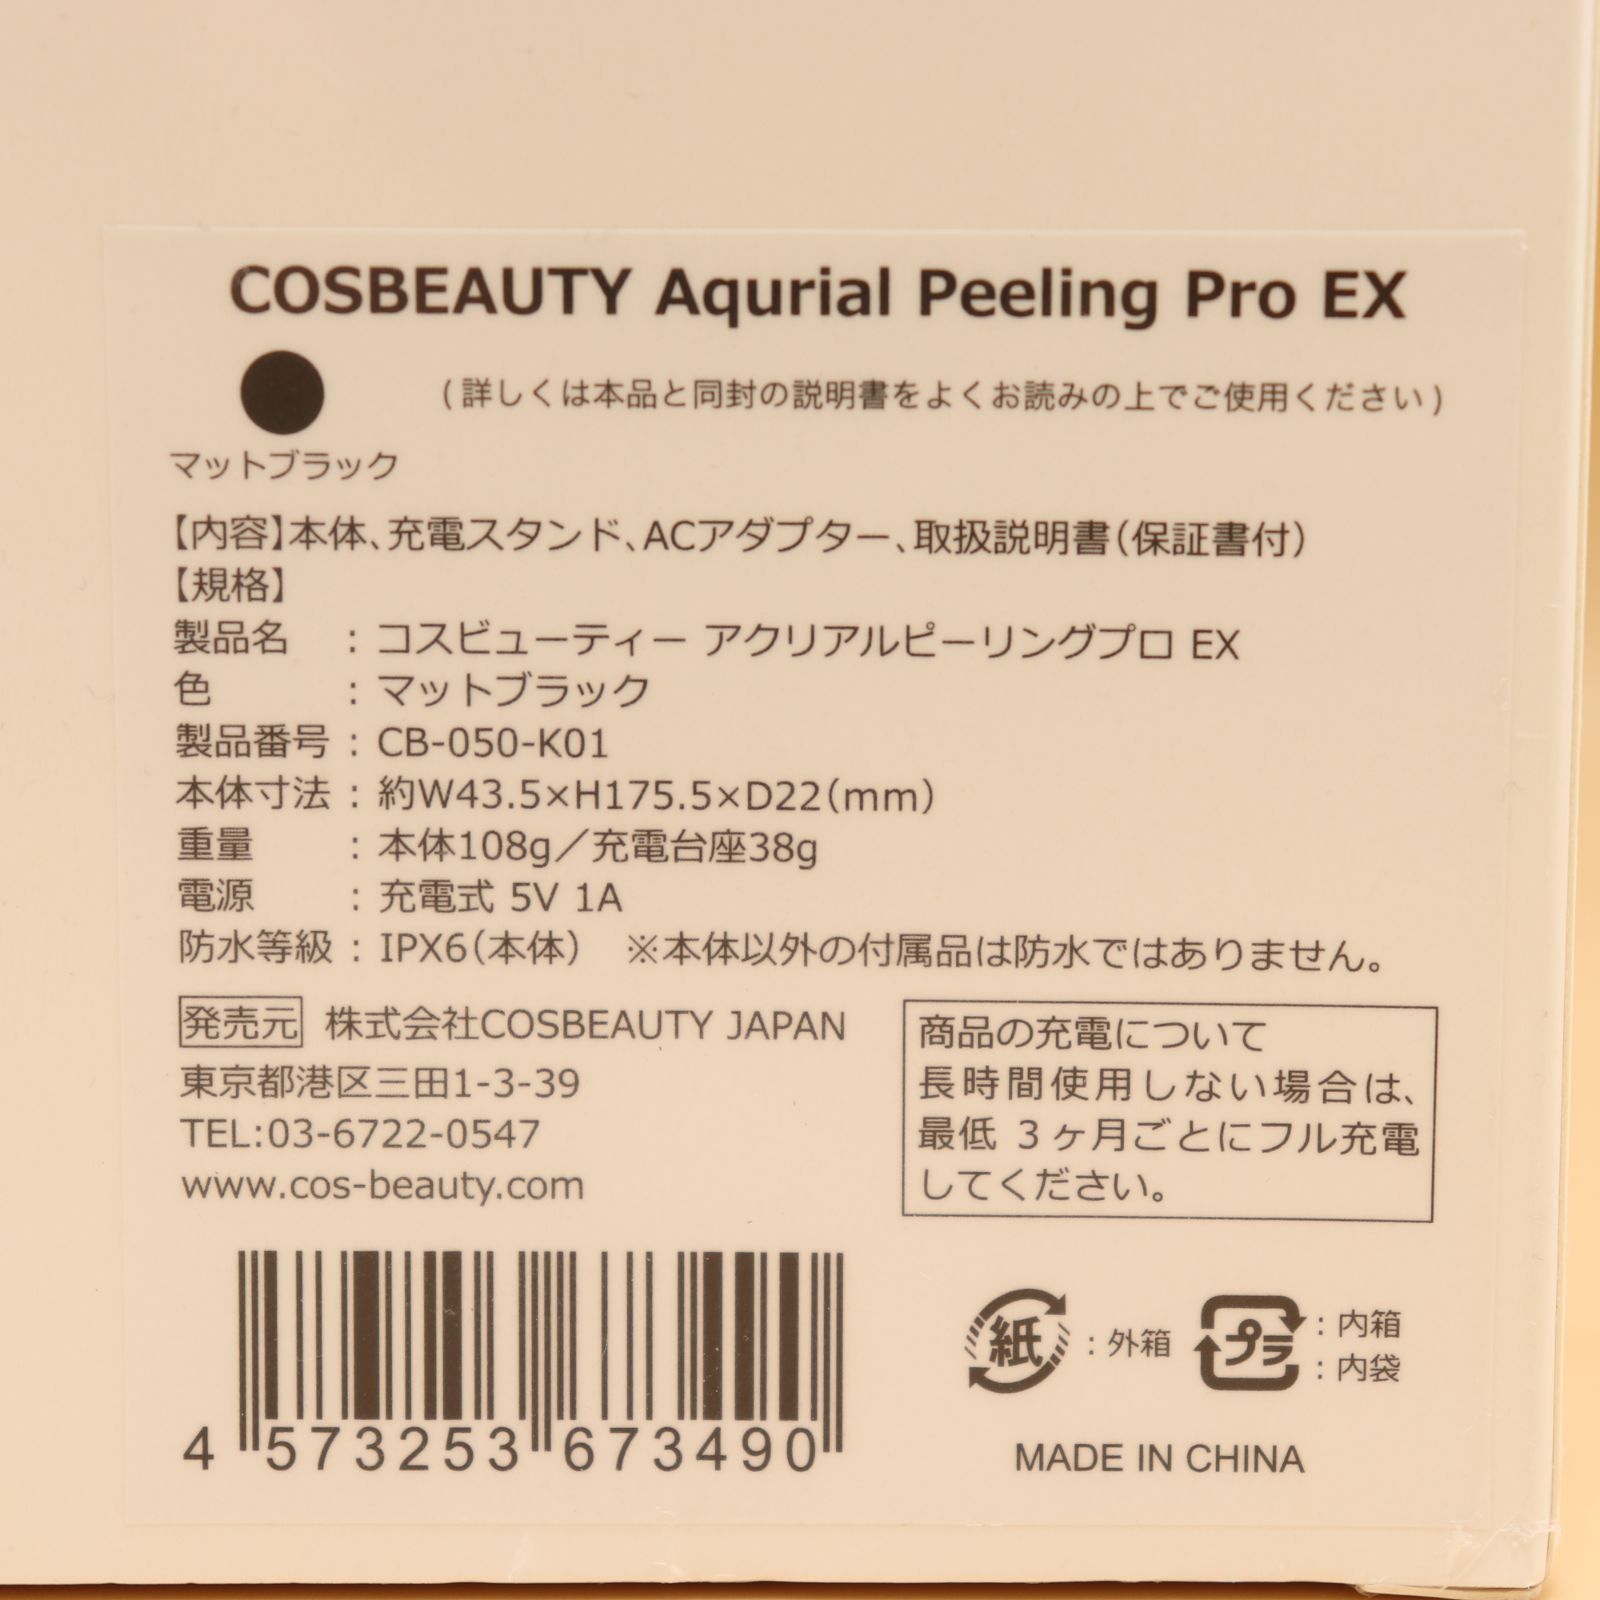 COSBEAUTY Aqurial Peeling Pro EX
(詳しくは本品と同封の説明書をよくお読みの上でご使用ください)
マットブラック
【内容】本体、充電スタンド、ACアダプター、取扱説明書(保証書付)
【規格】
製品名 : コスビューティー アクリアルピーリングプロ EX
色 : マットブラック
製品番号 : CB-050-K01
本体寸法 : 約W43.5×H175.5×D22(mm)
重量 : 本体108g／充電台座38g
電源 : 充電式 5V 1A
防水等級 : IPX6(本体) ※本体以外の付属品は防水ではありません。
発売元 株式会社COSBEAUTY JAPAN
東京都港区三田1-3-39
TEL:03-6722-0547
www.cos-beauty.com
商品の充電について
長時間使用しない場合は、
最低 3ヶ月ごとにフル充電
してください。
4 573253 673490
紙 : 外箱
プラ : 内箱
: 内袋
MADE IN CHINA